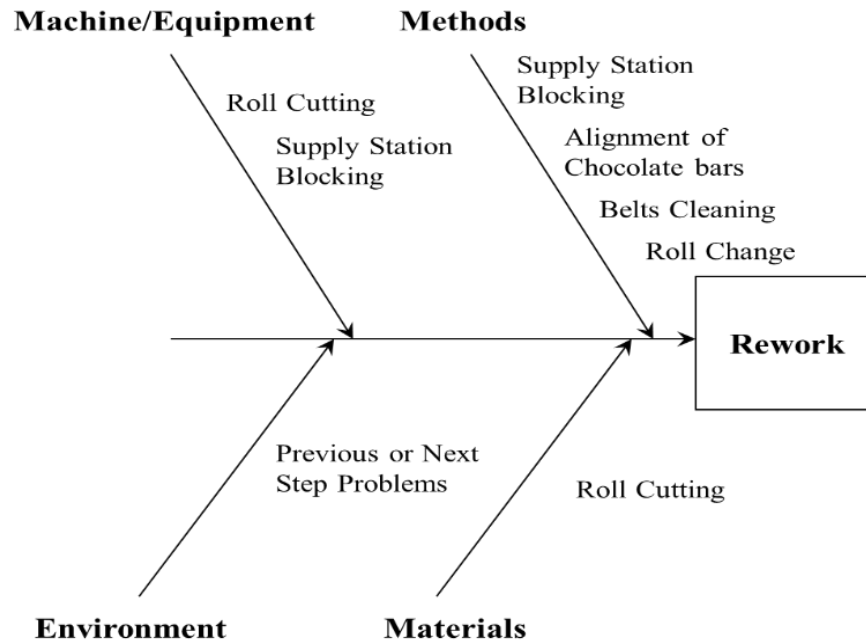 Machine/Equipment
Methods
Roll Cutting
Supply Station
Blocking
Supply Station
Blocking
Alignment of
Chocolate bars
Belts Cleaning
Roll Change
Rework
Previous or Next
Step Problems
Roll Cutting
Environment
Materials